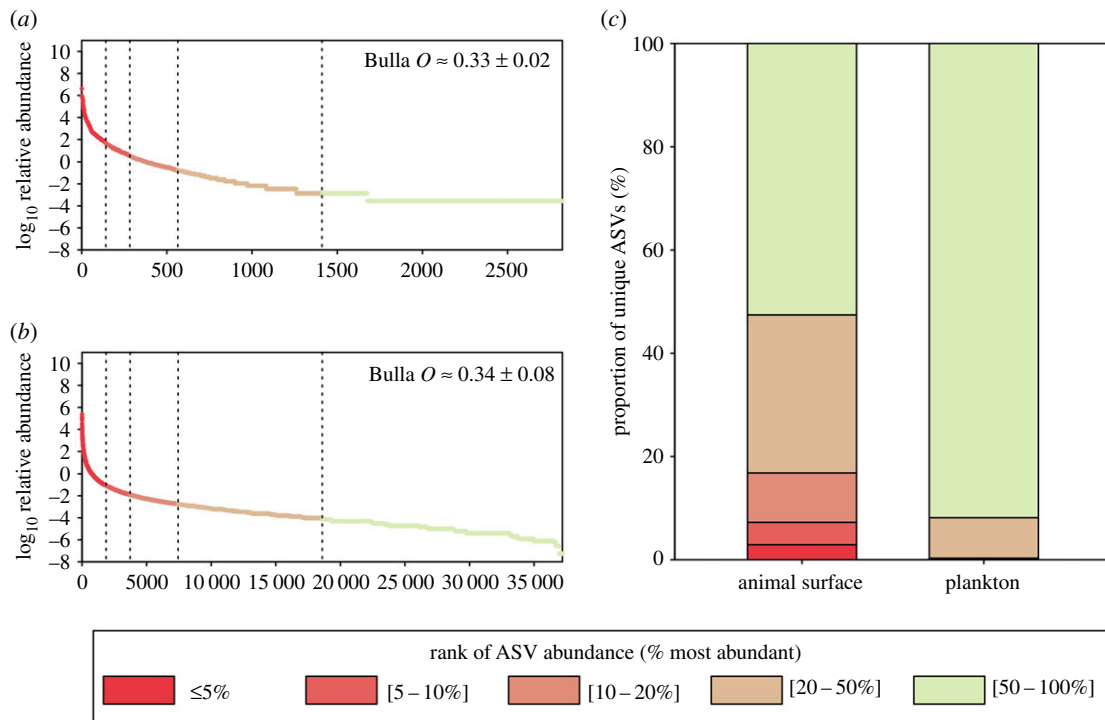 (a)
log10 relative abundance
10
8
6
4
2
0
−2
−4
−6
−8
Bulla O ≈ 0.33 ± 0.02
0 500 1000 1500 2000 2500
(b)
log10 relative abundance
10
8
6
4
2
0
−2
−4
−6
−8
Bulla O ≈ 0.34 ± 0.08
0 5000 10 000 15 000 20 000 25 000 30 000 35 000
(c)
proportion of unique ASVs (%)
100
80
60
40
20
0
animal surface plankton
rank of ASV abundance (% most abundant)
≤5% [5 – 10%] [10 – 20%] [20 – 50%] [50 – 100%]